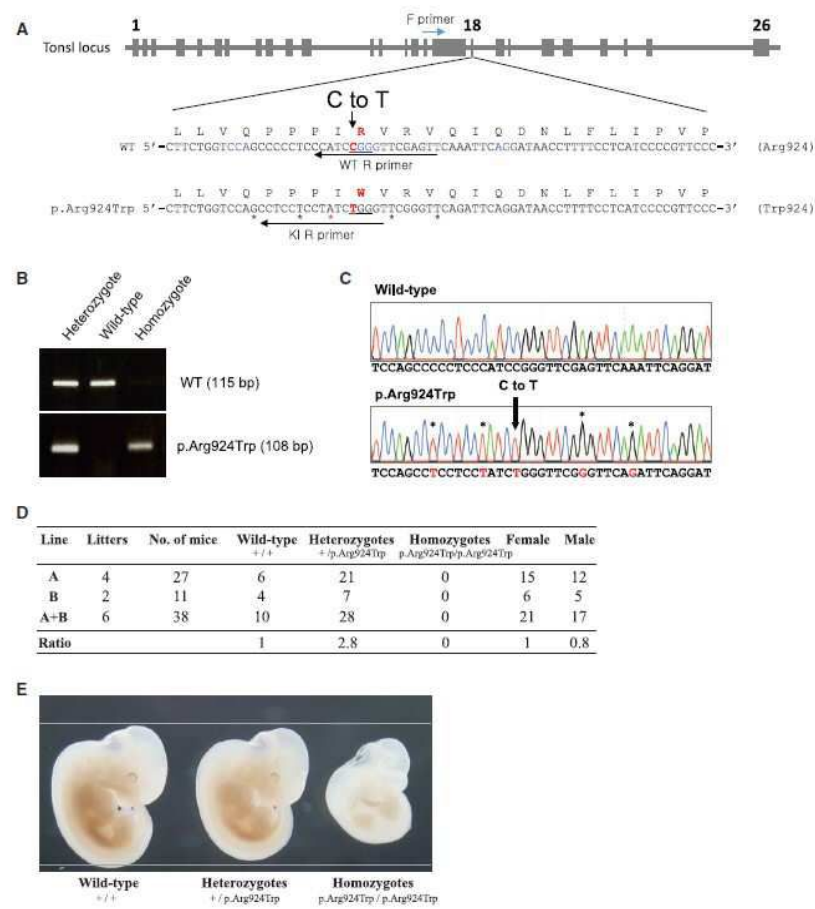 A
1
F primer
18
26
Tonsl locus
C to T
L L V Q P P P I R V R V Q I Q D N L F L I P V P
WT 5′-CTTCTGGTCCAGCCCCCTCCCATCCGGGTTCGAGTTCAAATTCAGGATAACCTTTTCCTCATCCCCGTTCCC-3′ (Arg924)
WT R primer
L L V Q P P P I W V R V Q I Q D N L F L I P V P
p.Arg924Trp 5′-CTTCTGGTCCAGCCTCCTCCTATCTGGGTTCGGGTTCAGATTCAGGATAACCTTTTCCTCATCCCCGTTCCC-3′ (Trp924)
* * * * *
KI R primer
B
Heterozygote
Wild-type
Homozygote
WT (115 bp)
p.Arg924Trp (108 bp)
C
Wild-type
TCCAGCCCCCTCCCATCCGGGTTCGAGTTCAAATTCAGGAT
C to T
p.Arg924Trp
* * * *
TCCAGCCTCCTCCTATCTGGGTTCGGGTTCAGATTCAGGAT
D
Line Litters No. of mice Wild-type Heterozygotes Homozygotes Female Male
+/+ +/p.Arg924Trp p.Arg924Trp/p.Arg924Trp
A 4 27 6 21 0 15 12
B 2 11 4 7 0 6 5
A+B 6 38 10 28 0 21 17
Ratio 1 2.8 0 1 0.8
E
Wild-type Heterozygotes Homozygotes
+/+ +/p.Arg924Trp p.Arg924Trp / p.Arg924Trp